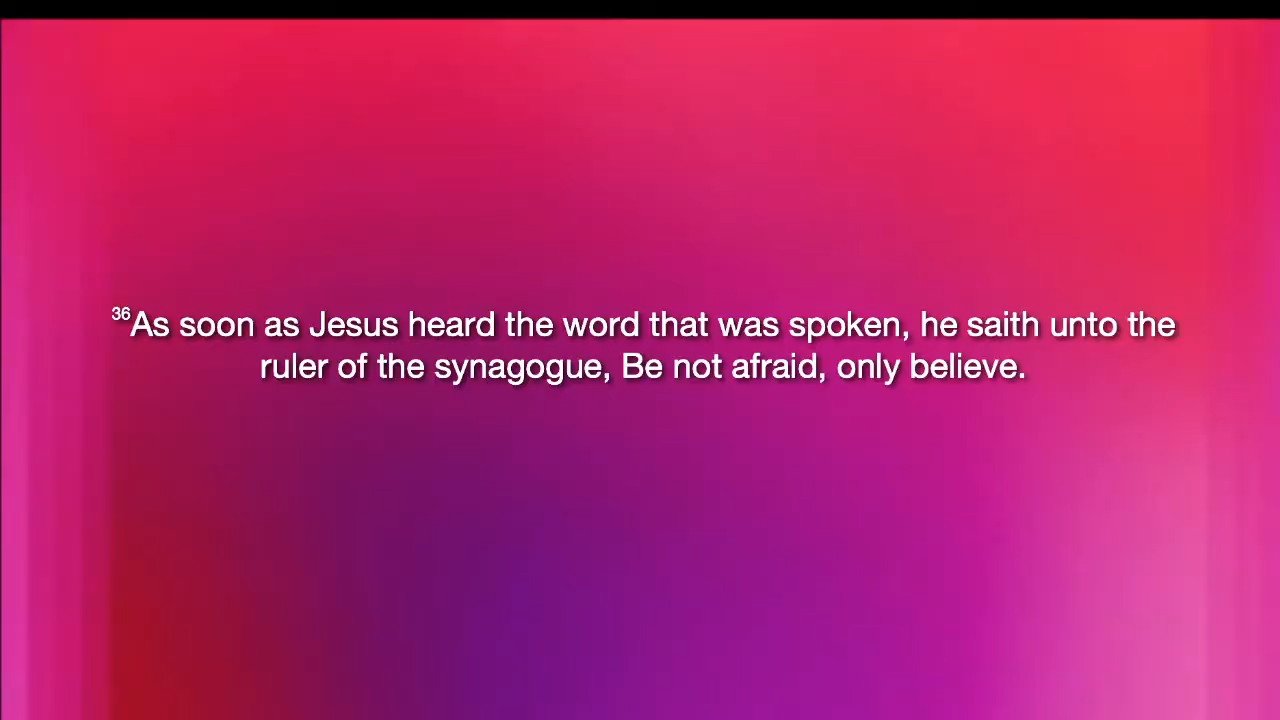 36As soon as Jesus heard the word that was spoken, he saith unto the
ruler of the synagogue, Be not afraid, only believe.